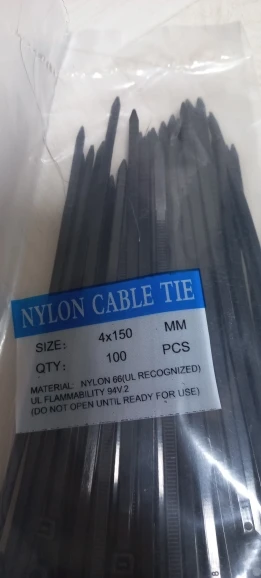 NYLON CABLE TIE
SIZE: 4x150 MM
QTY: 100 PCS
MATERIAL: NYLON 66(UL RECOGNIZED)
UL FLAMMABILITY 94V.2
(DO NOT OPEN UNTIL READY FOR USE)